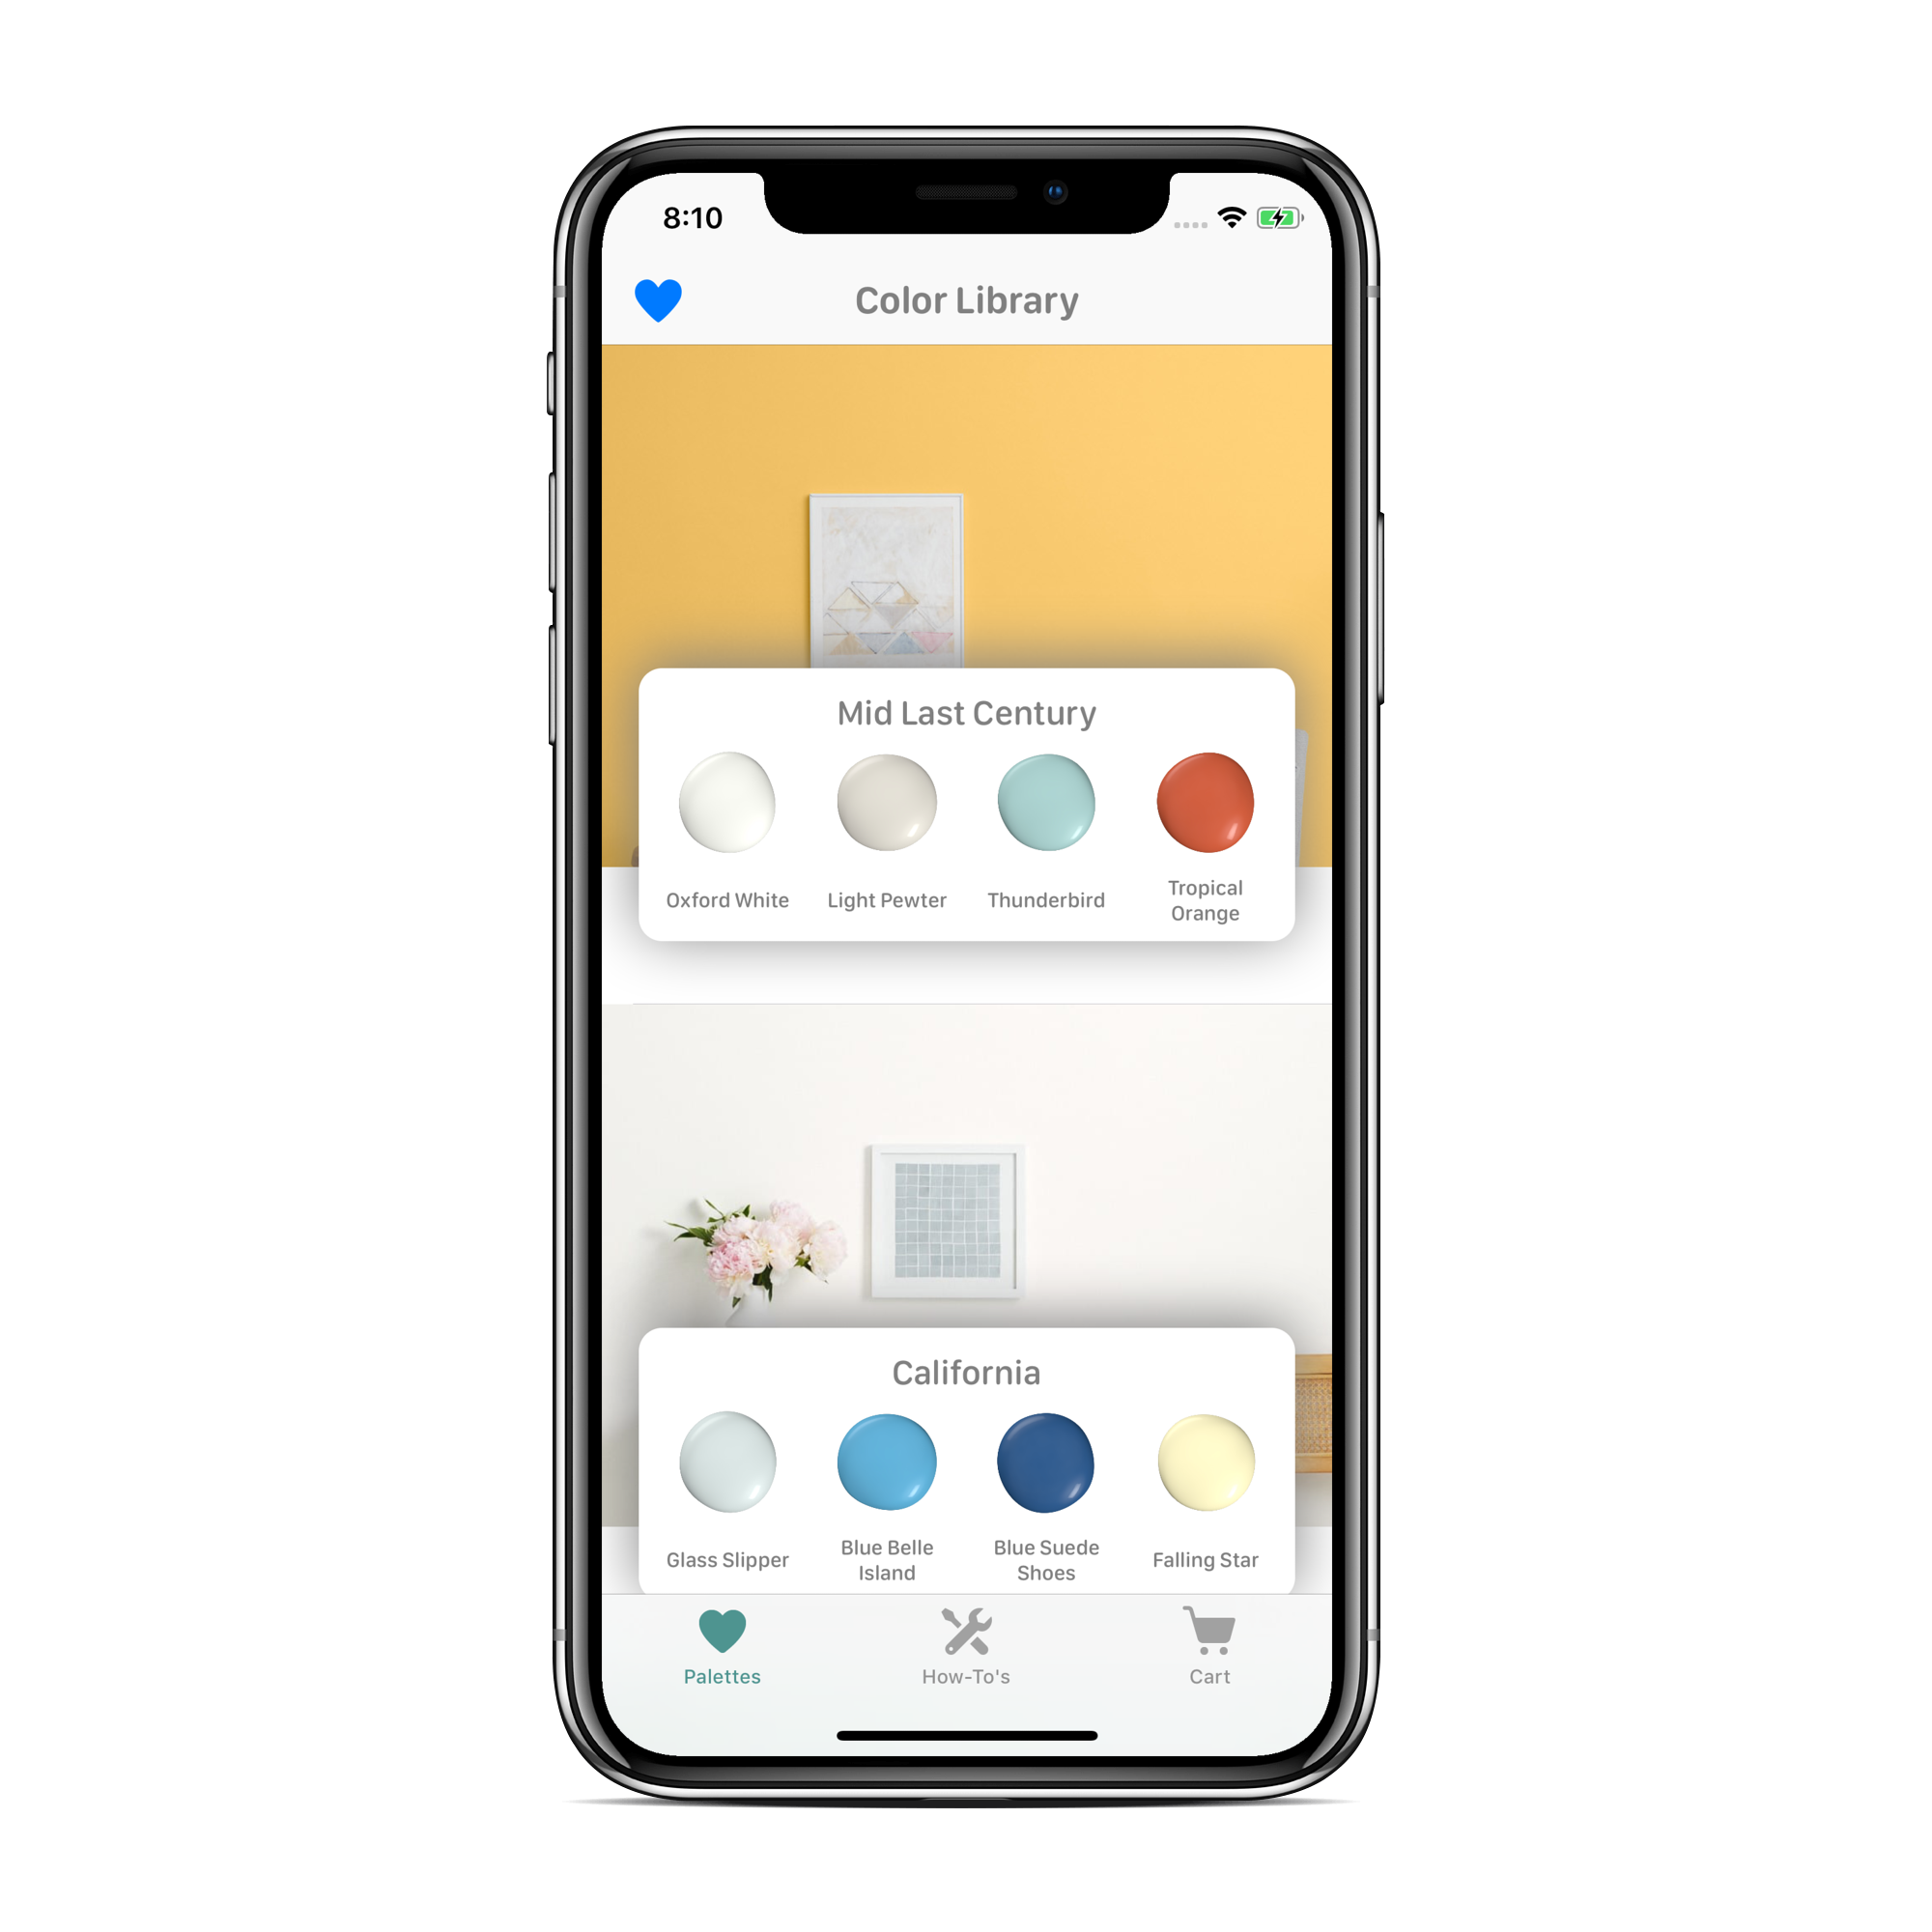 8:10
Color Library
Mid Last Century
Oxford White
Light Pewter
Thunderbird
Tropical
Orange
California
Glass Slipper
Blue Belle
Island
Blue Suede
Shoes
Falling Star
Palettes
How-To's
Cart